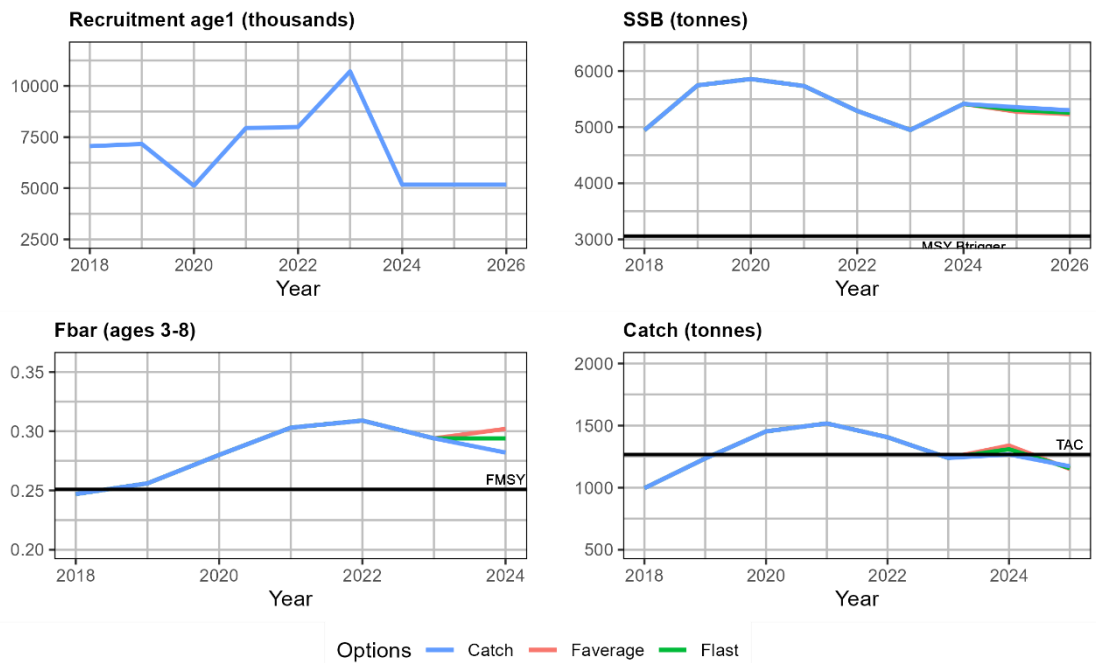 Recruitment age1 (thousands)
10000
7500
5000
2500
2018 2020 2022 2024 2026
Year
SSB (tonnes)
6000
5000
4000
3000
MSY Btrigger
2018 2020 2022 2024 2026
Year
Fbar (ages 3-8)
0.35
0.30
0.25
0.20
FMSY
2018 2020 2022 2024
Year
Catch (tonnes)
2000
1500
1000
500
TAC
2018 2020 2022 2024
Year
Options Catch Faverage Flast